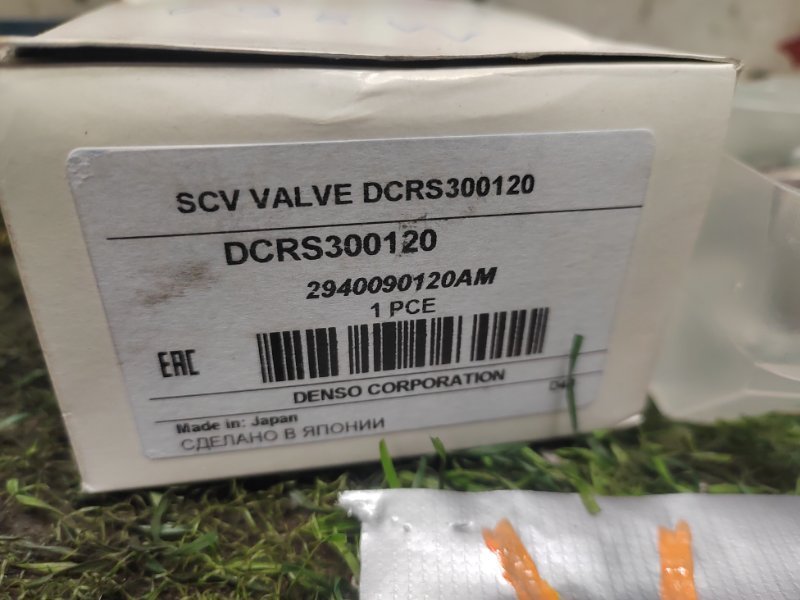 SCV VALVE DCRS300120
DCRS300120
2940090120AM
1 PCE
EAC
DENSO CORPORATION
Made in: Japan
СДЕЛАНО В ЯПОНИИ